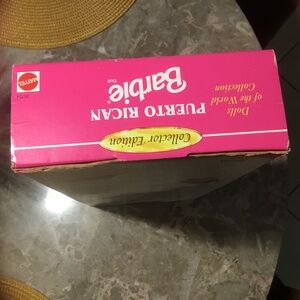 Collector Edition
Dolls
of the World
Collection
PUERTO RICAN
Barbie
Doll
MATTEL